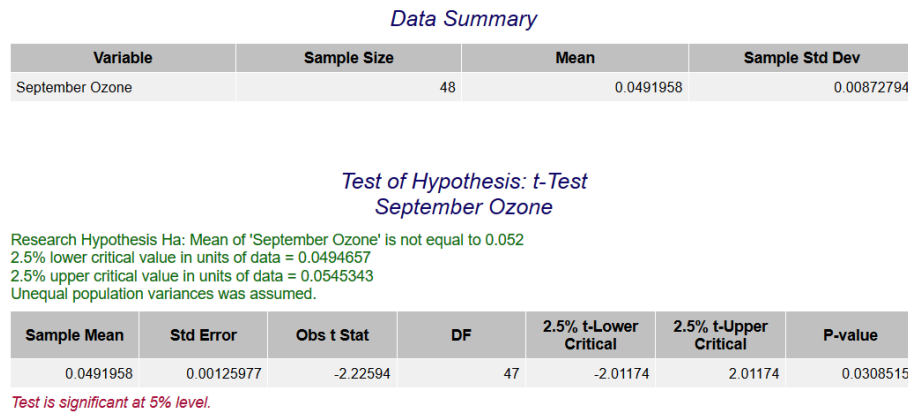 Data Summary
Variable Sample Size Mean Sample Std Dev
September Ozone 48 0.0491958 0.00872794
Test of Hypothesis: t-Test
September Ozone
Research Hypothesis Ha: Mean of 'September Ozone' is not equal to 0.052
2.5% lower critical value in units of data = 0.0494657
2.5% upper critical value in units of data = 0.0545343
Unequal population variances was assumed.
Sample Mean Std Error Obs t Stat DF 2.5% t-Lower Critical 2.5% t-Upper Critical P-value
0.0491958 0.00125977 -2.22594 47 -2.01174 2.01174 0.0308515
Test is significant at 5% level.